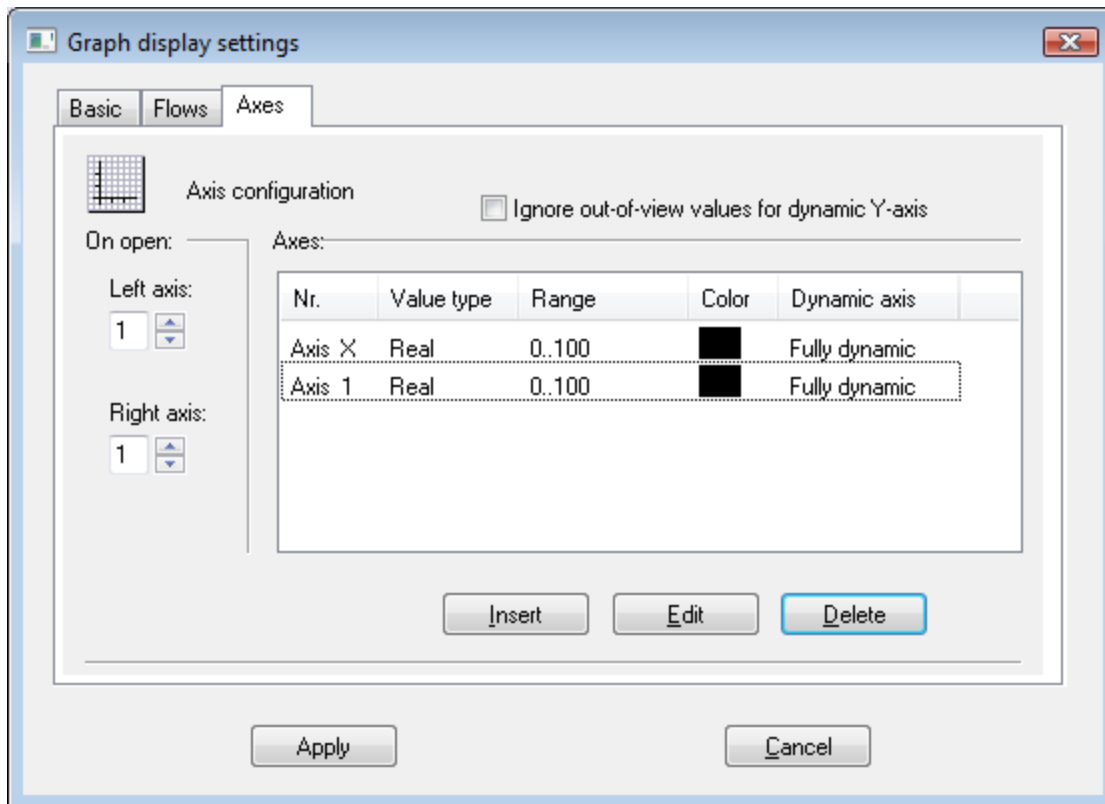 Graph display settings
Basic Flows Axes
Axis configuration
Ignore out-of-view values for dynamic Y-axis
On open:
Left axis:
1
Right axis:
1
Axes:
Nr. Value type Range Color Dynamic axis
Axis X Real 0..100 Fully dynamic
Axis 1 Real 0..100 Fully dynamic
Insert Edit Delete
Apply Cancel